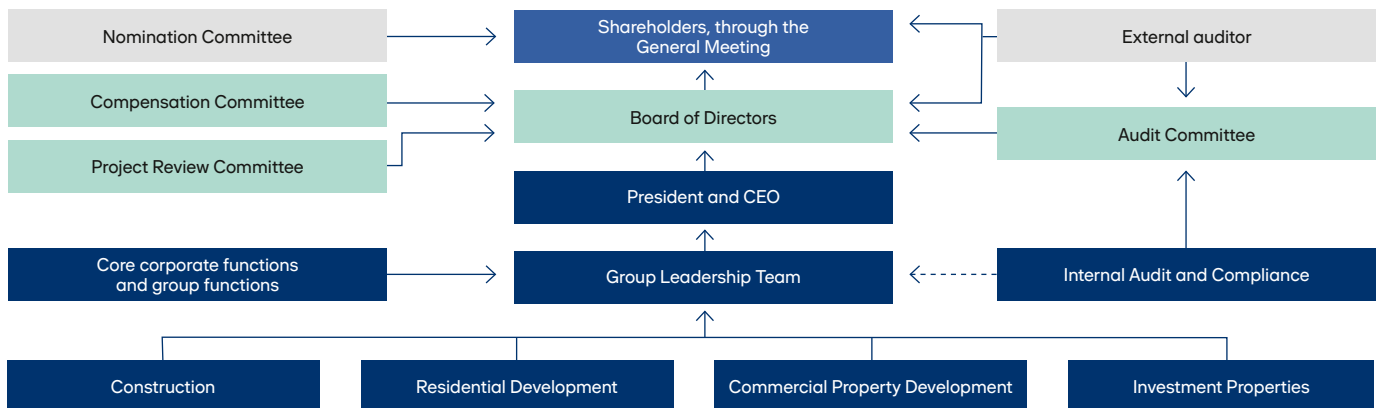 Nomination Committee
Shareholders, through the
General Meeting
External auditor
Compensation Committee
Board of Directors
Audit Committee
Project Review Committee
President and CEO
Core corporate functions
and group functions
Group Leadership Team
Internal Audit and Compliance
Construction
Residential Development
Commercial Property Development
Investment Properties